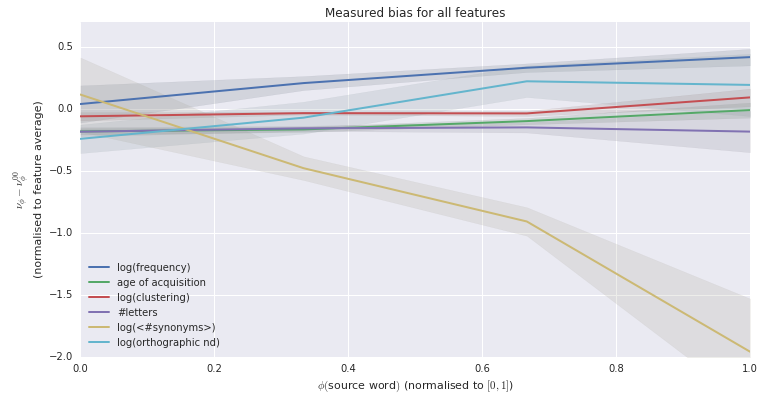 Measured bias for all features
0.5
0.0
−0.5
−1.0
−1.5
−2.0
ν_ϕ − ν_ϕ^00
(normalised to feature average)
log(frequency)
age of acquisition
log(clustering)
#letters
log(<#synonyms>)
log(orthographic nd)
0.0 0.2 0.4 0.6 0.8 1.0
ϕ(source word) (normalised to [0, 1])